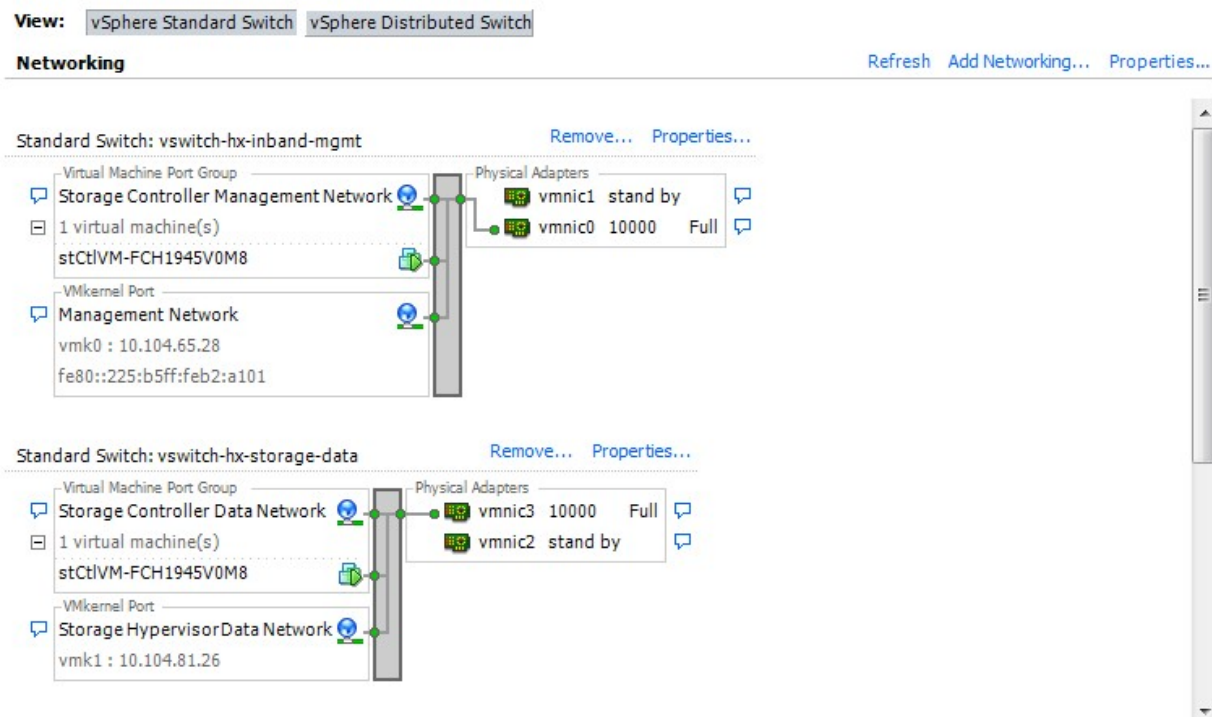 View: vSphere Standard Switch vSphere Distributed Switch
Networking Refresh Add Networking... Properties...
Standard Switch: vswitch-hx-inband-mgmt Remove... Properties...
Virtual Machine Port Group Physical Adapters
Storage Controller Management Network vmnic1 stand by
1 virtual machine(s) vmnic0 10000 Full
stCtlVM-FCH1945V0M8
VMkernel Port
Management Network
vmk0 : 10.104.65.28
fe80::225:b5ff:feb2:a101
Standard Switch: vswitch-hx-storage-data Remove... Properties...
Virtual Machine Port Group Physical Adapters
Storage Controller Data Network vmnic3 10000 Full
1 virtual machine(s) vmnic2 stand by
stCtlVM-FCH1945V0M8
VMkernel Port
Storage Hypervisor Data Network
vmk1 : 10.104.81.26